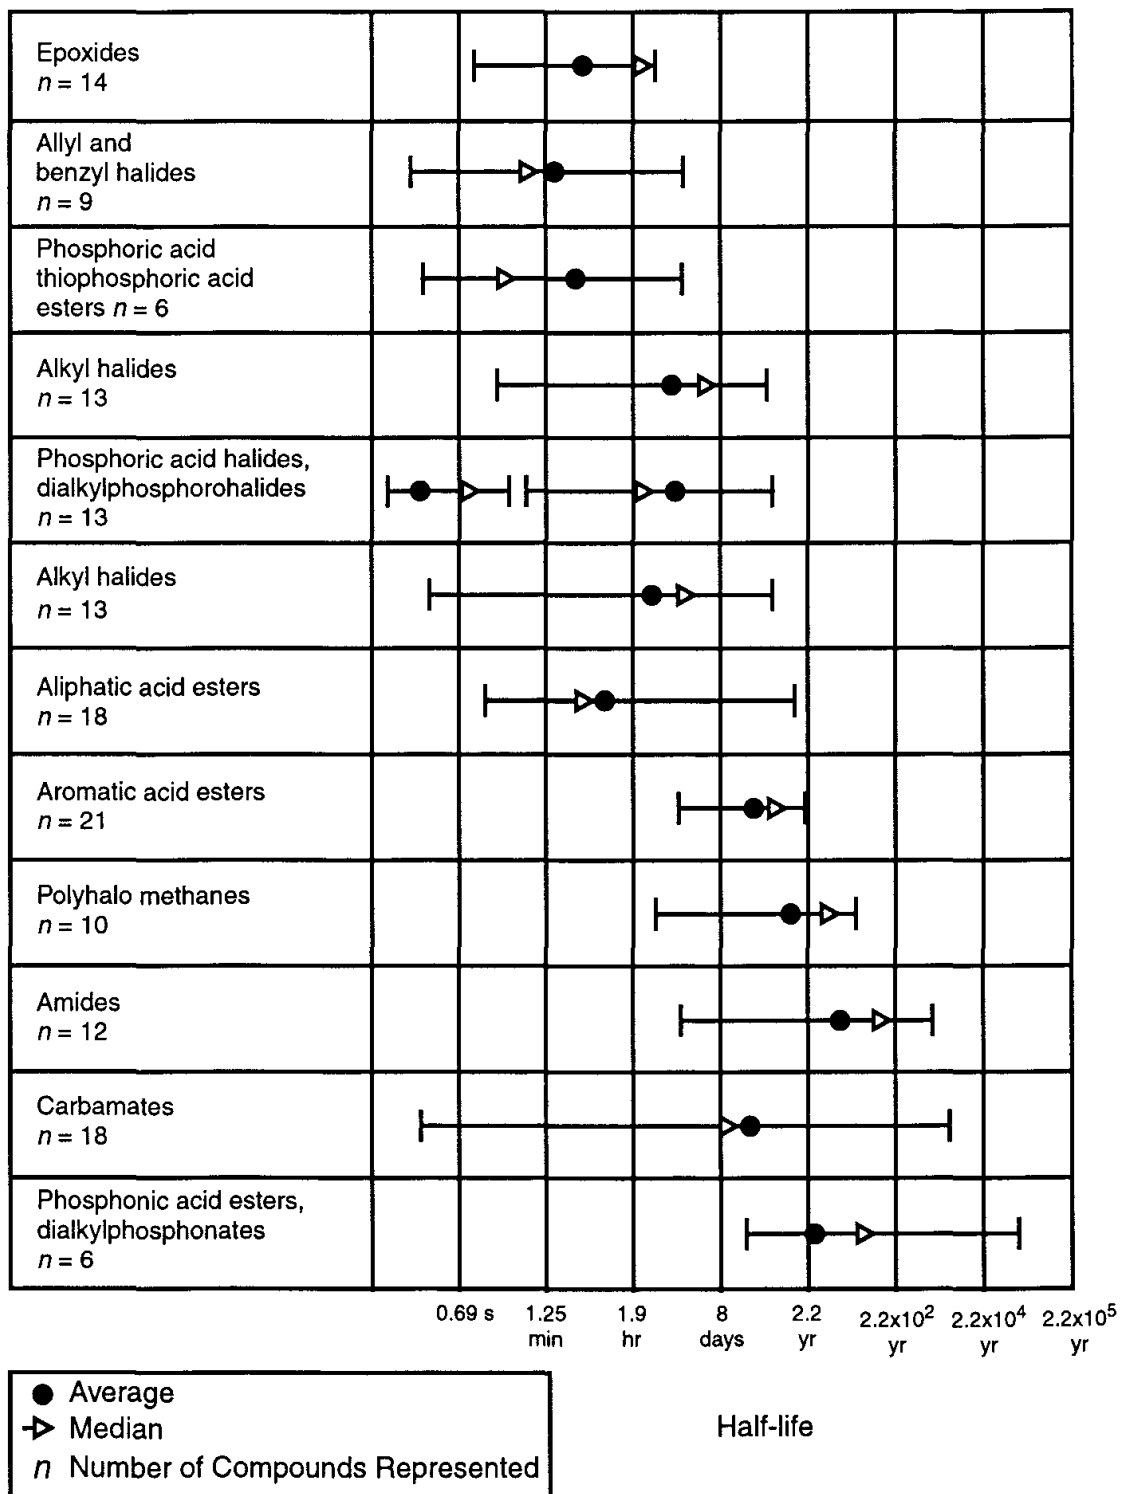 Epoxides
n = 14
Allyl and
benzyl halides
n = 9
Phosphoric acid
thiophosphoric acid
esters n = 6
Alkyl halides
n = 13
Phosphoric acid halides,
dialkylphosphorohalides
n = 13
Alkyl halides
n = 13
Aliphatic acid esters
n = 18
Aromatic acid esters
n = 21
Polyhalo methanes
n = 10
Amides
n = 12
Carbamates
n = 18
Phosphonic acid esters,
dialkylphosphonates
n = 6
0.69 s 1.25 1.9 8 2.2 2.2x10² 2.2x10⁴ 2.2x10⁵
min hr days yr yr yr yr
Average
Median
n Number of Compounds Represented
Half-life